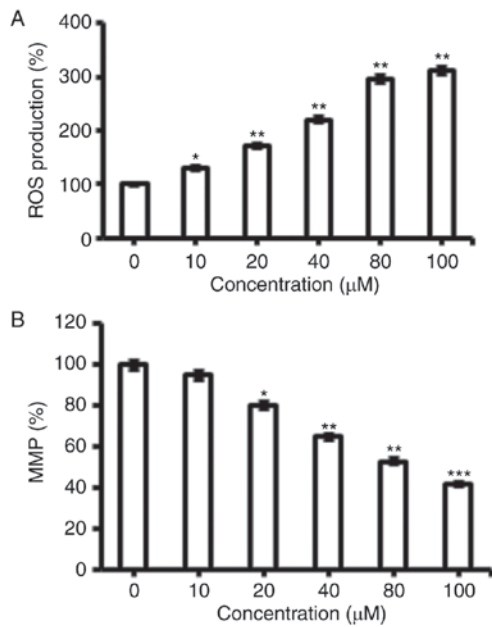 A
ROS production (%)
400
300
200
100
0
*
**
**
**
**
0 10 20 40 80 100
Concentration (μM)
B
MMP (%)
120
100
80
60
40
20
0
*
**
**
***
0 10 20 40 80 100
Concentration (μM)